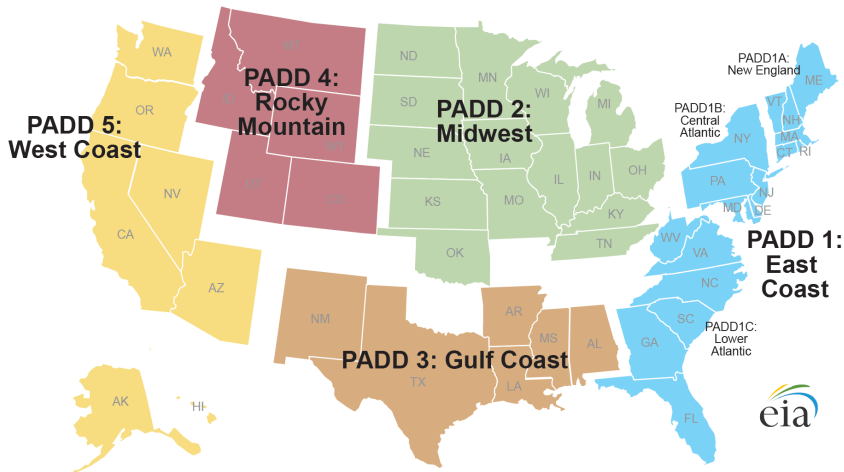 WA
OR
PADD 5:
West Coast
NV
CA
AZ
AK
HI
MT
PADD 4:
Rocky
Mountain
ID
WY
UT
CO
ND
MN
SD
WI
MI
PADD 2:
Midwest
NE
IA
IL
IN
OH
KS
MO
KY
OK
TN
NM
AR
MS
AL
PADD 3: Gulf Coast
TX
LA
PADD1A:
New England
ME
VT
NH
PADD1B:
Central
Atlantic
NY
MA
CT
RI
PA
NJ
MD
DE
WV
VA
PADD 1:
East
Coast
NC
SC
PADD1C:
Lower
Atlantic
GA
FL
eia